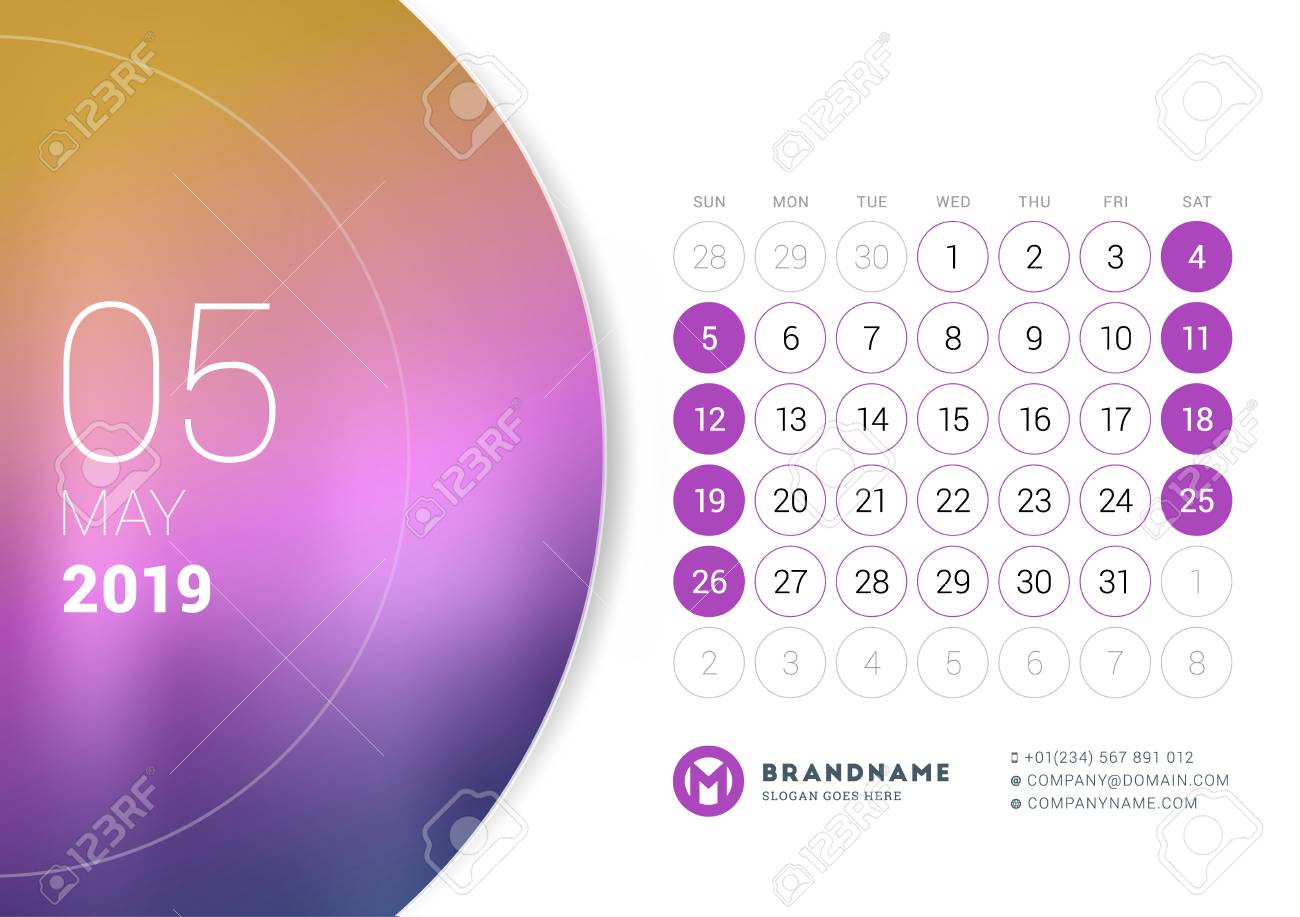 05
MAY
2019
SUN MON TUE WED THU FRI SAT
28 29 30 1 2 3 4
5 6 7 8 9 10 11
12 13 14 15 16 17 18
19 20 21 22 23 24 25
26 27 28 29 30 31 1
2 3 4 5 6 7 8
M
BRANDNAME
SLOGAN GOES HERE
+01(234) 567 891 012
@ COMPANY@DOMAIN.COM
COMPANYNAME.COM
123RF
123RF
123RF
123RF
123RF
123RF